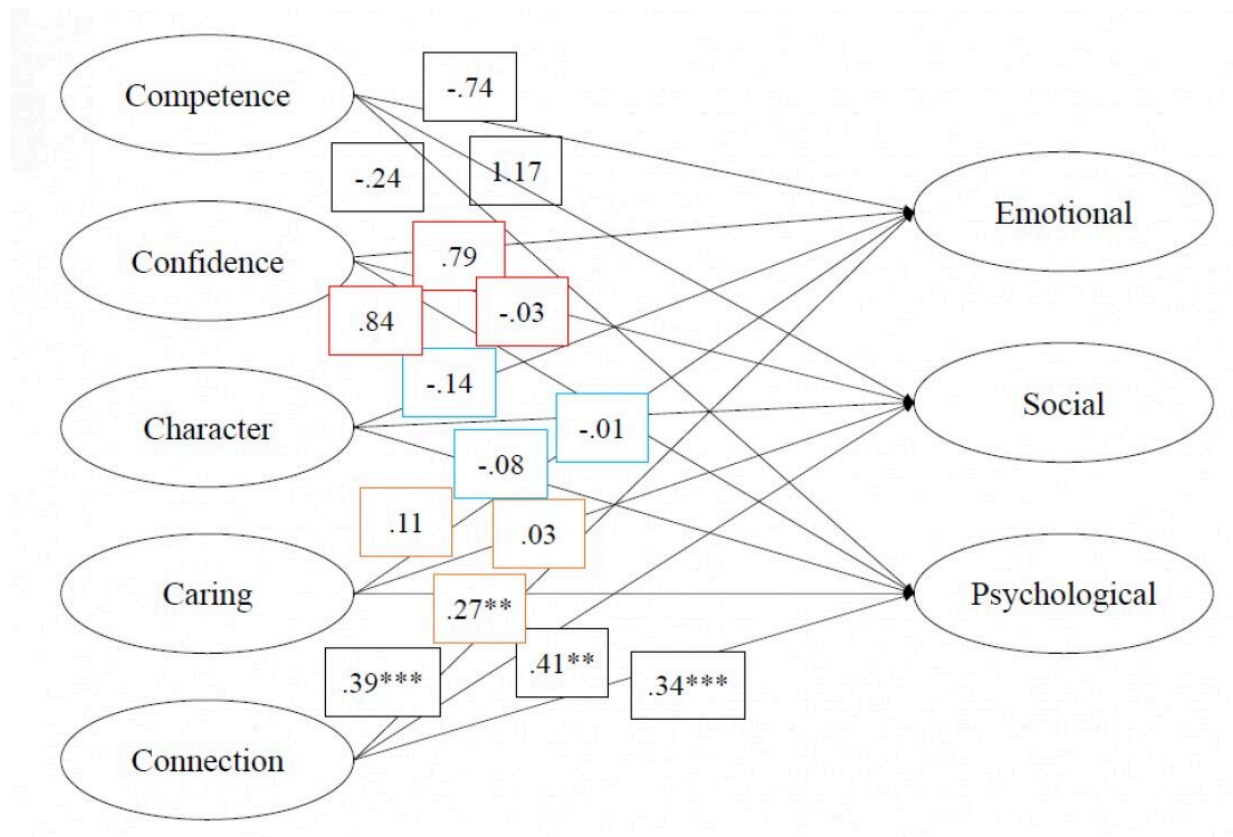 Competence
-.74
-.24
1.17
Emotional
Confidence
.79
.84
-.03
-.14
Social
Character
-.01
-.08
.11
.03
Caring
.27**
Psychological
.39***
.41**
.34***
Connection